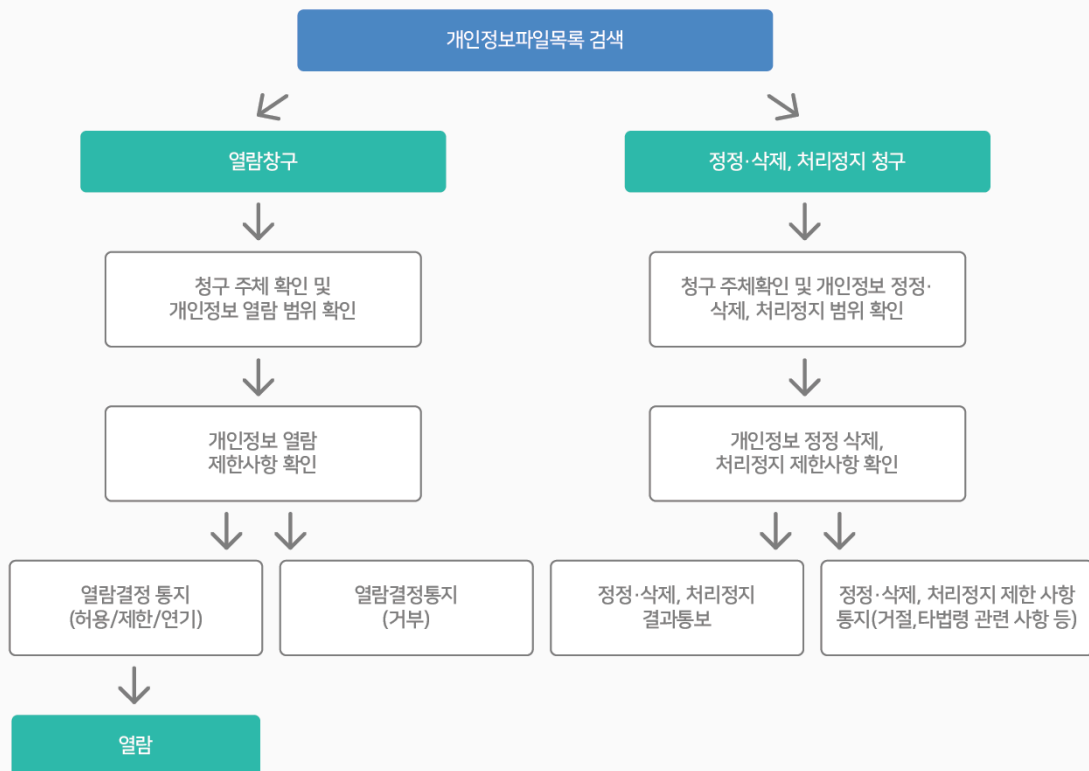 개인정보파일목록 검색
열람창구
정정·삭제, 처리정지 청구
청구 주체 확인 및
개인정보 열람 범위 확인
청구 주체확인 및 개인정보 정정·
삭제, 처리정지 범위 확인
개인정보 열람
제한사항 확인
개인정보 정정 삭제,
처리정지 제한사항 확인
열람결정 통지
(허용/제한/연기)
열람결정통지
(거부)
정정·삭제, 처리정지
결과통보
정정·삭제, 처리정지 제한 사항
통지(거절,타법령 관련 사항 등)
열람